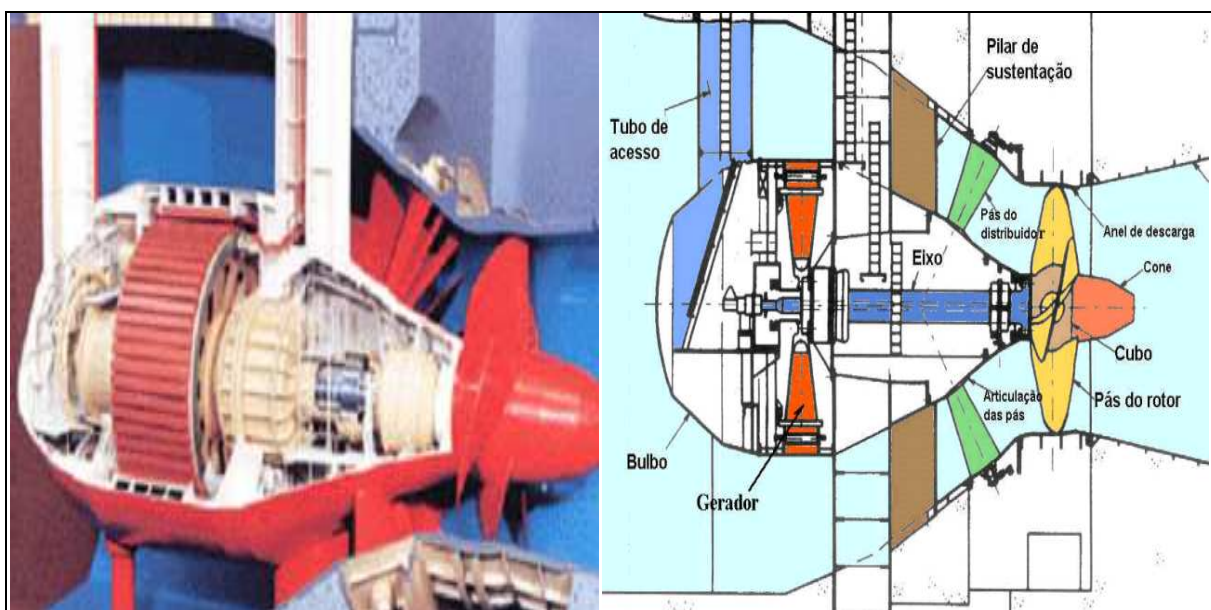 Pilar de
sustentação
Tubo de
acesso
Pás do
distribuidor
Anel de descarga
Eixo
Cone
Cubo
Articulação
das pás
Pás do rotor
Bulbo
Gerador